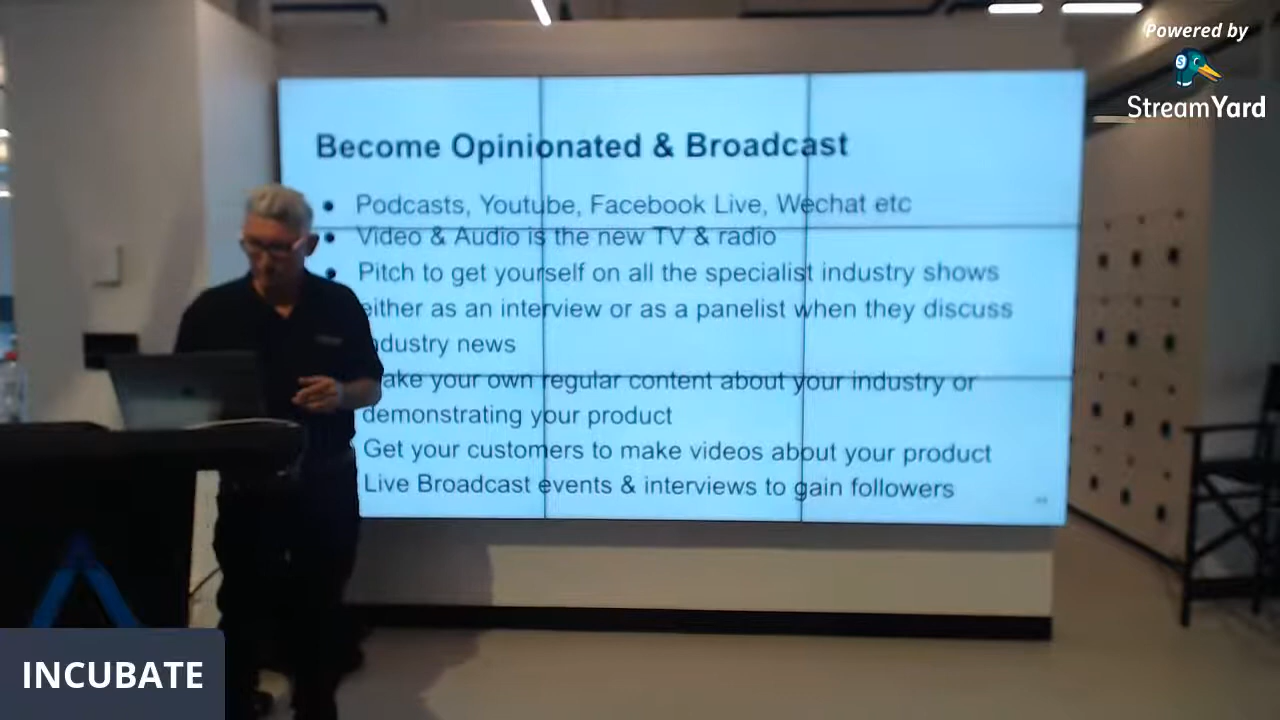 Powered by
StreamYard
Become Opinionated & Broadcast
• Podcasts, Youtube, Facebook Live, Wechat etc
• Video & Audio is the new TV & radio
• Pitch to get yourself on all the specialist industry shows
either as an interview or as a panelist when they discuss
ndustry news
ake your own regular content about your industry or
demonstrating your product
Get your customers to make videos about your product
Live Broadcast events & interviews to gain followers
INCUBATE